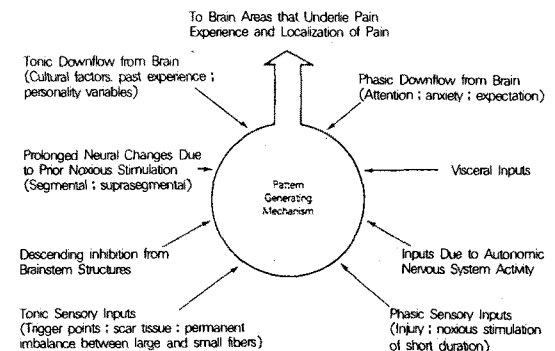 To Brain Areas that Underlie Pain
Experience and Localization of Pain
Tonic Downflow from Brain
(Cultural factors. past experience ;
personality variables)
Phasic Downflow from Brain
(Attention ; anxiety ; expectation)
Prolonged Neural Changes Due
to Prior Noxious Stimulation
(Segmental ; suprasegmental)
Pattern
Generating
Mechanism
Visceral Inputs
Descending inhibition from
Brainstem Structures
Inputs Due to Autonomic
Nervous System Activity
Tonic Sensory Inputs
(Trigger points ; scar tissue ; permanent
imbalance between large and small fibers)
Phasic Sensory Inputs
(Injury ; noxious stimulation
of short duration)